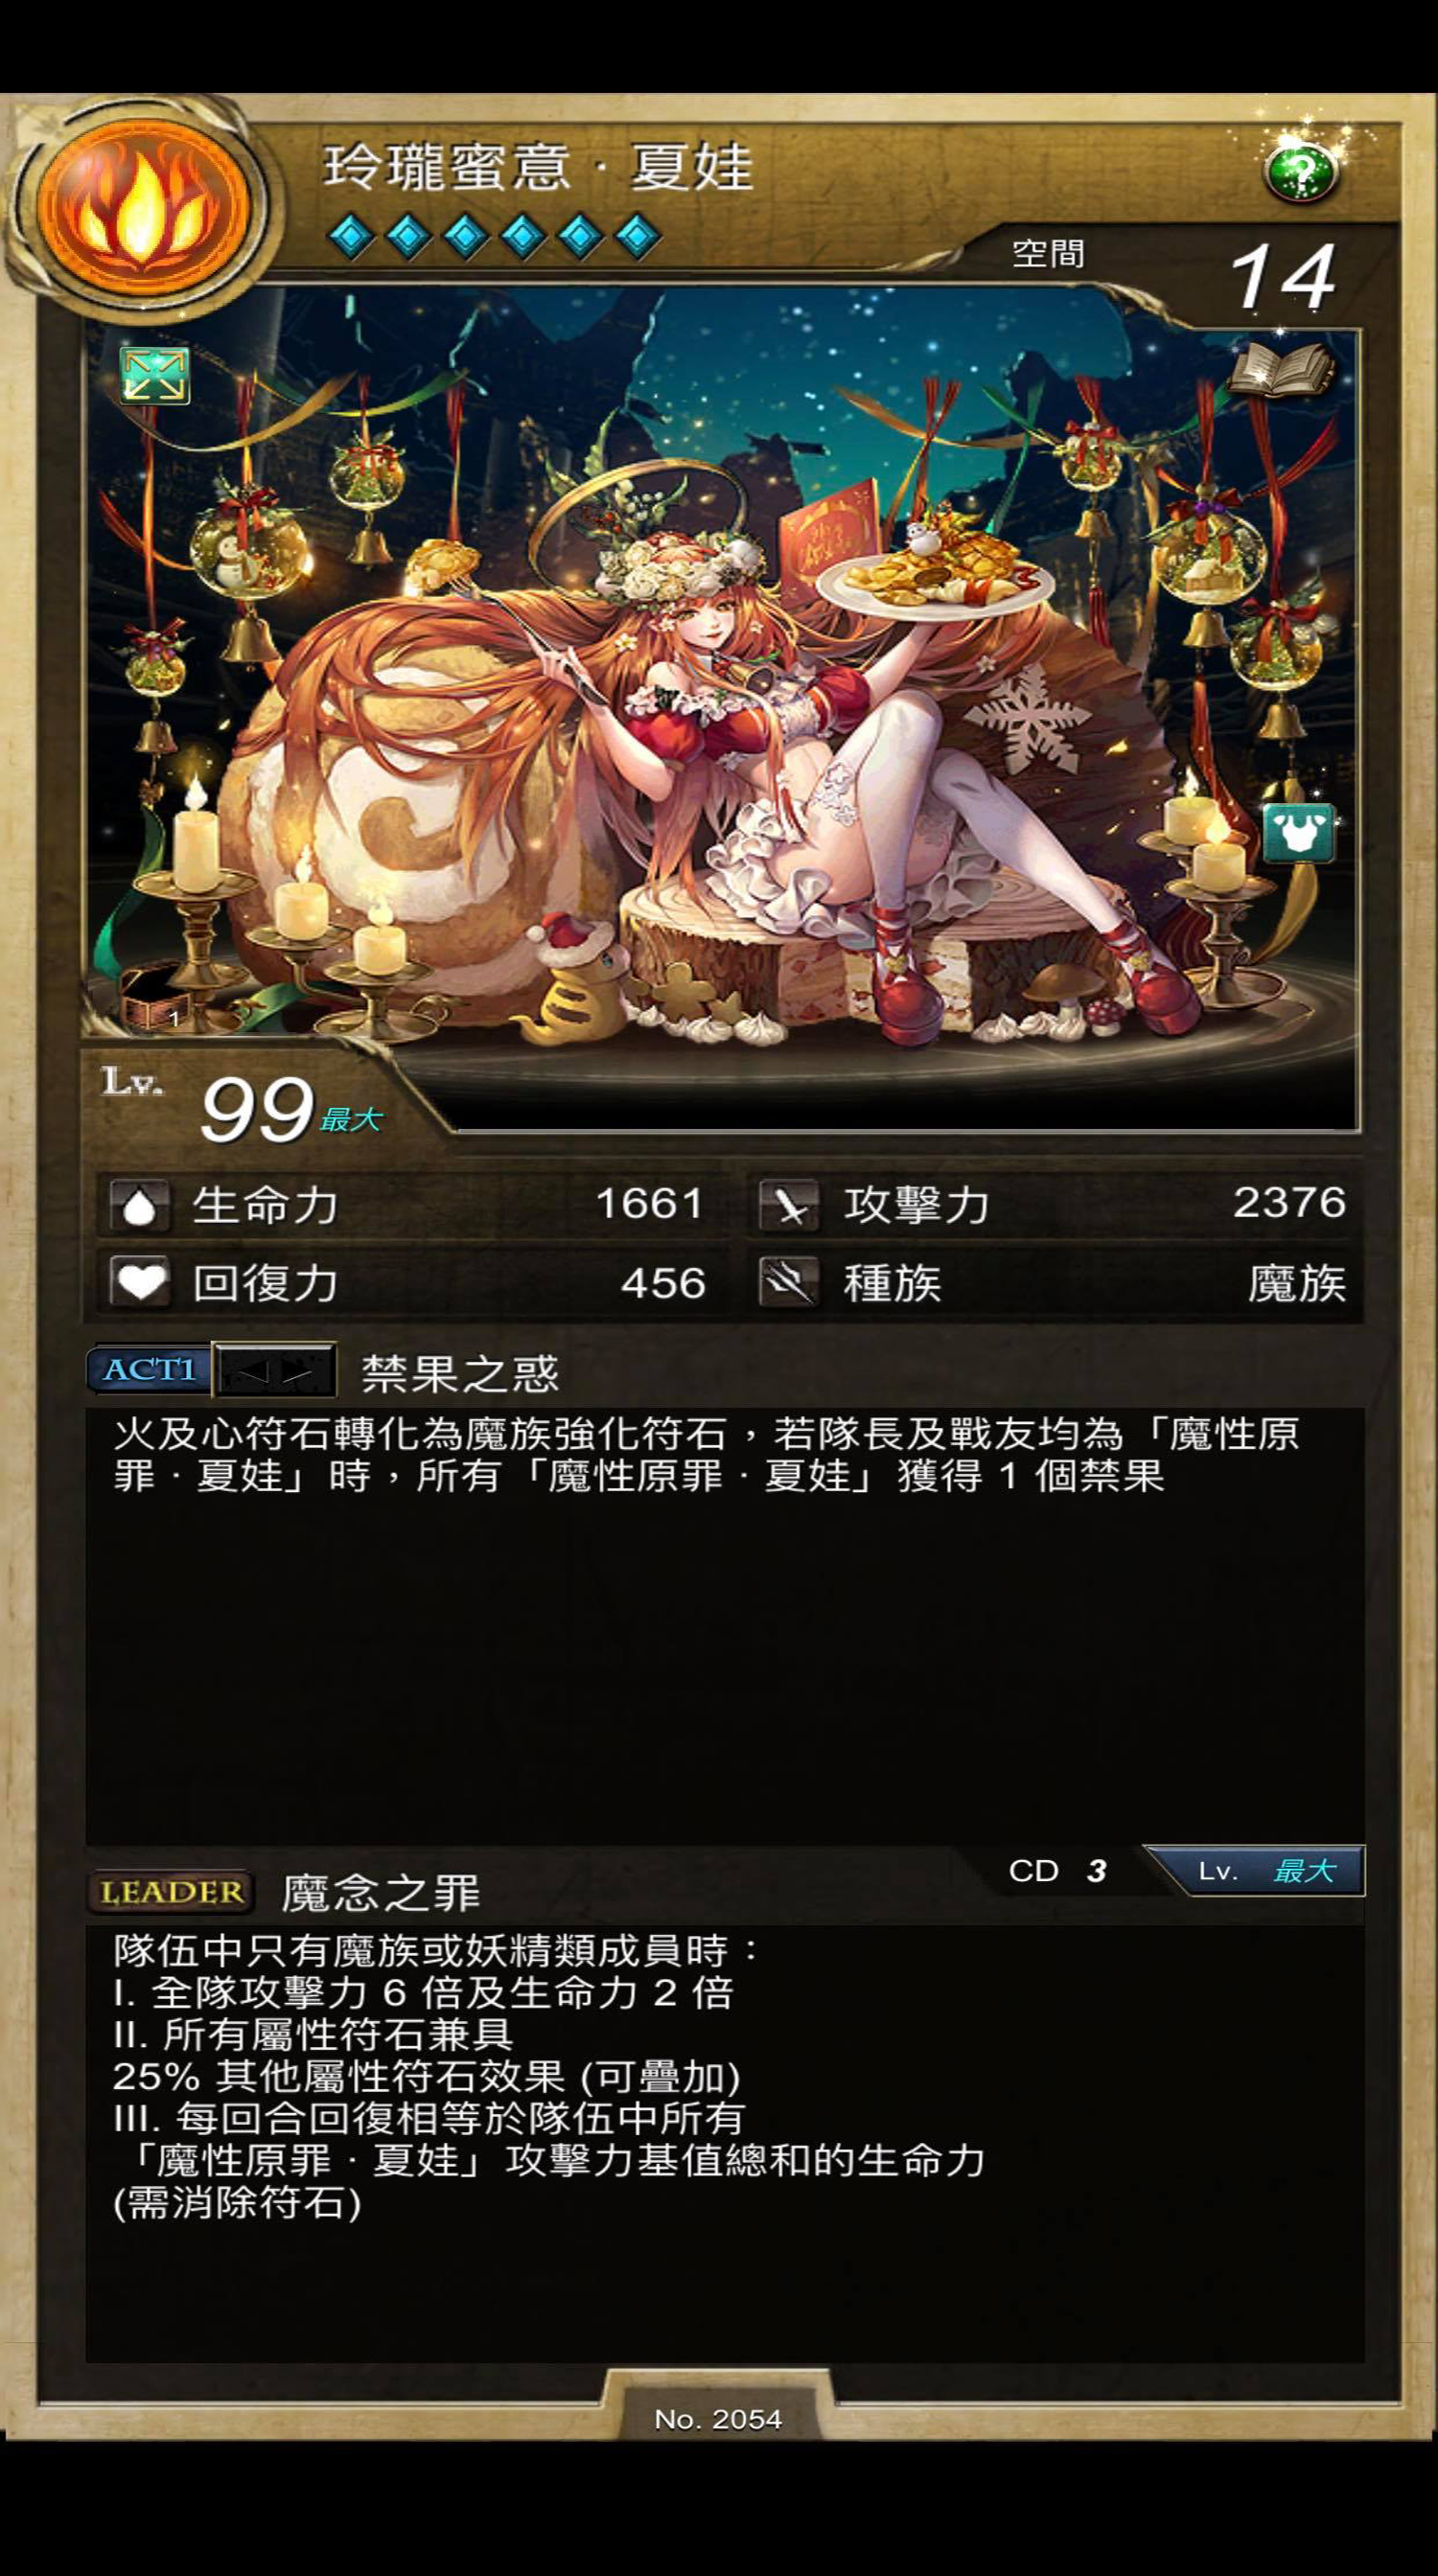 玲瓏蜜意‧夏娃
空間
14
1
Lv. 99 最大
生命力 1661
攻擊力 2376
回復力 456
種族 魔族
ACT1 禁果之惑
火及心符石轉化為魔族強化符石，若隊長及戰友均為「魔性原
罪‧夏娃」時，所有「魔性原罪‧夏娃」獲得 1 個禁果
CD 3 Lv. 最大
LEADER 魔念之罪
隊伍中只有魔族或妖精類成員時：
I. 全隊攻擊力 6 倍及生命力 2 倍
II. 所有屬性符石兼具
25% 其他屬性符石效果 (可疊加)
III. 每回合回復相等於隊伍中所有
「魔性原罪‧夏娃」攻擊力基值總和的生命力
(需消除符石)
No. 2054